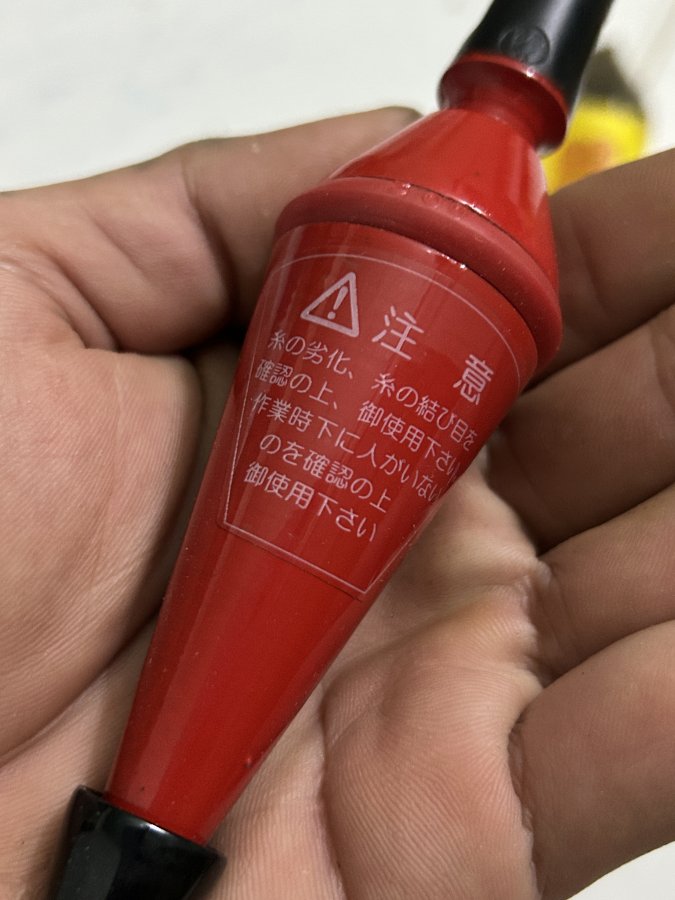 注 意
糸の劣化、糸の結び目を
確認の上、御使用下さい
作業時下に人がいない
のを確認の上
御使用下さい